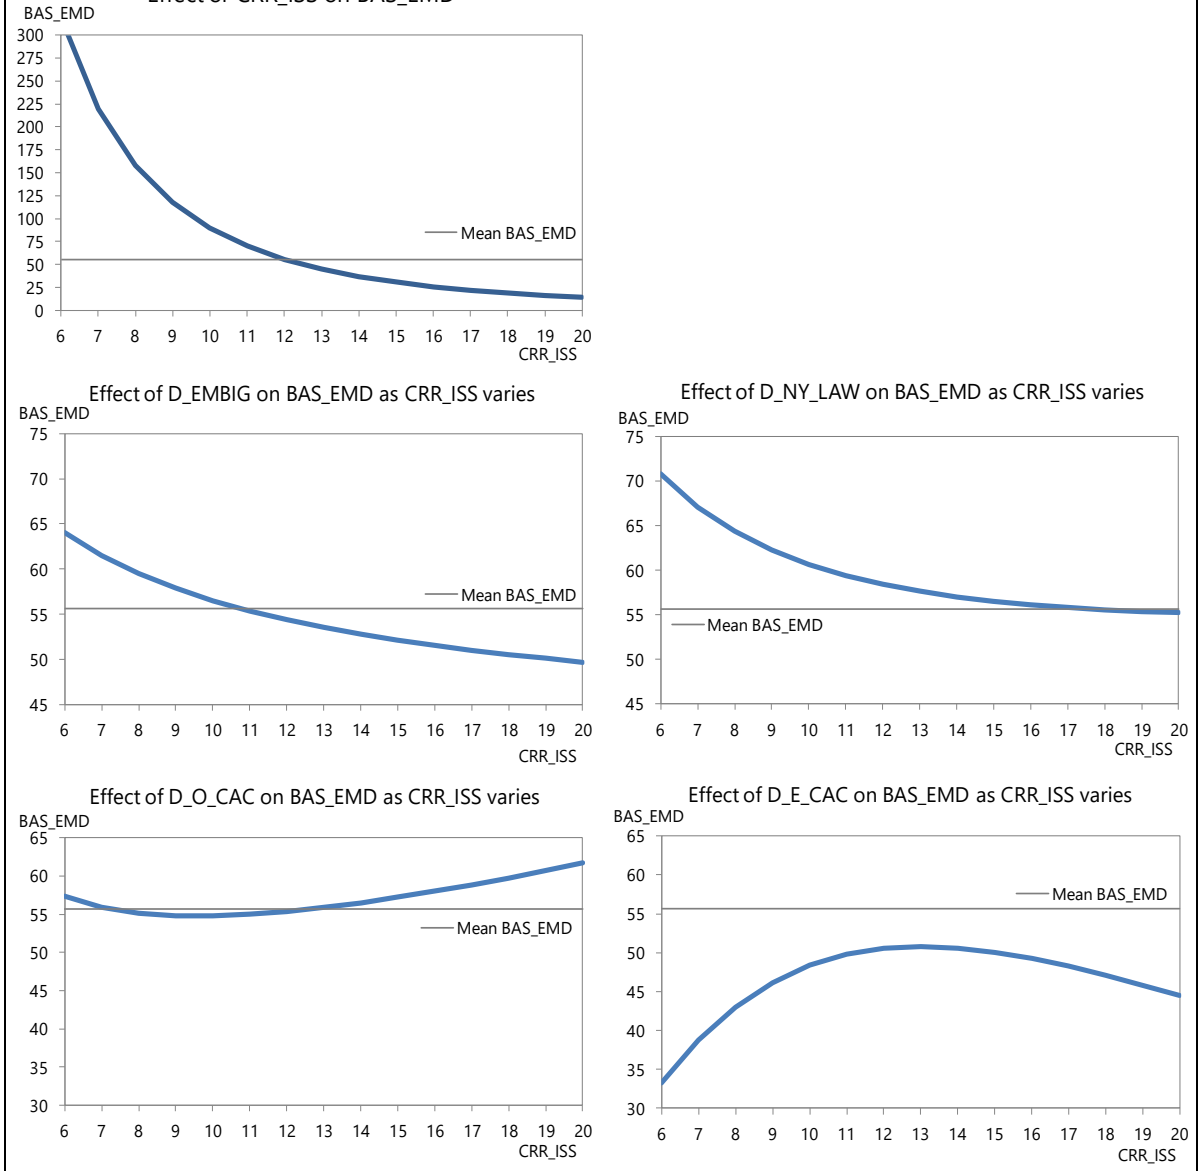 Effect of CRR_ISS on BAS_EMD
BAS_EMD
300
275
250
225
200
175
150
125
100
75
50
25
0
Mean BAS_EMD
6 7 8 9 10 11 12 13 14 15 16 17 18 19 20
CRR_ISS
Effect of D_EMBIG on BAS_EMD as CRR_ISS varies
BAS_EMD
75
70
65
60
55
50
45
Mean BAS_EMD
6 7 8 9 10 11 12 13 14 15 16 17 18 19 20
CRR_ISS
Effect of D_NY_LAW on BAS_EMD as CRR_ISS varies
BAS_EMD
75
70
65
60
55
50
45
Mean BAS_EMD
6 7 8 9 10 11 12 13 14 15 16 17 18 19 20
CRR_ISS
Effect of D_O_CAC on BAS_EMD as CRR_ISS varies
BAS_EMD
65
60
55
50
45
40
35
30
Mean BAS_EMD
6 7 8 9 10 11 12 13 14 15 16 17 18 19 20
CRR_ISS
Effect of D_E_CAC on BAS_EMD as CRR_ISS varies
BAS_EMD
65
60
55
50
45
40
35
30
Mean BAS_EMD
6 7 8 9 10 11 12 13 14 15 16 17 18 19 20
CRR_ISS